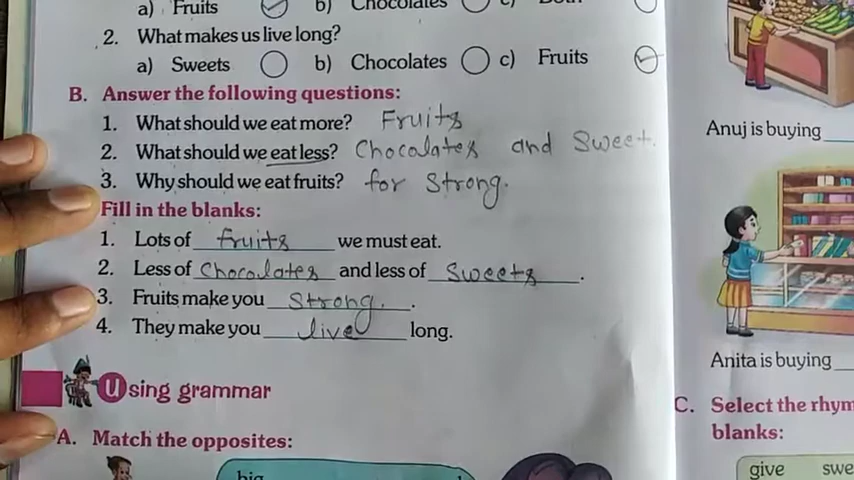 a) Fruits b) Chocolates c) Both
2. What makes us live long?
a) Sweets b) Chocolates c) Fruits
B. Answer the following questions:
1. What should we eat more? Fruits
2. What should we eat less? Chocolates and Sweet.
3. Why should we eat fruits? for Strong.
Fill in the blanks:
1. Lots of fruits we must eat.
2. Less of Chocolates and less of Sweets.
3. Fruits make you Strong.
4. They make you live long.
Using grammar
A. Match the opposites:
big
Anuj is buying
Anita is buying
C. Select the rhym
blanks:
give swe